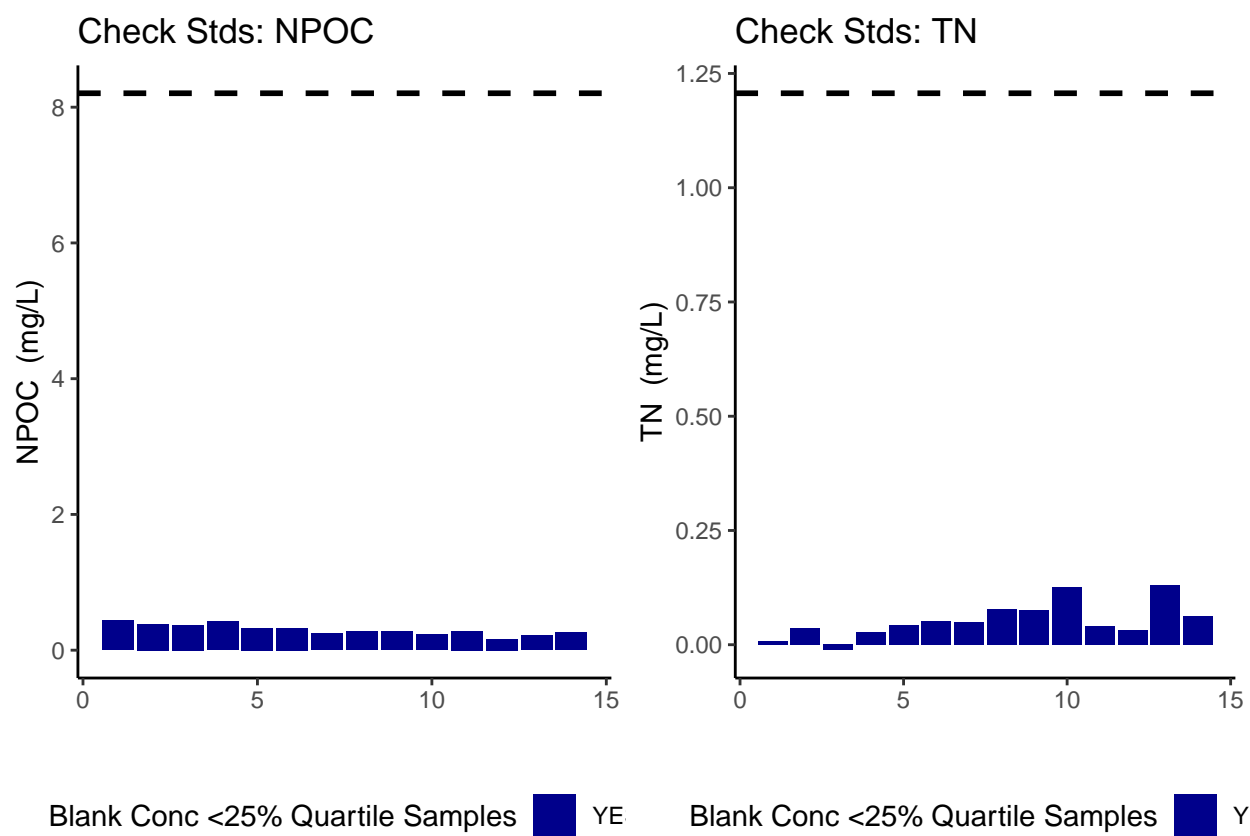 Check Stds: NPOC
8
6
4
2
0
NPOC (mg/L)
0 5 10 15
Blank Conc <25% Quartile Samples YE
Check Stds: TN
1.25
1.00
0.75
0.50
0.25
0.00
TN (mg/L)
0 5 10 15
Blank Conc <25% Quartile Samples Y